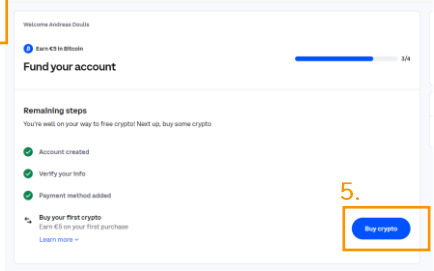 Welcome Andreas Doulis
Earn €5 in Bitcoin
Fund your account
3/4
Remaining steps
You're well on your way to free crypto! Next up, buy some crypto
Account created
Verify your info
Payment method added
5.
Buy your first crypto
Earn €5 on your first purchase
Buy crypto
Learn more